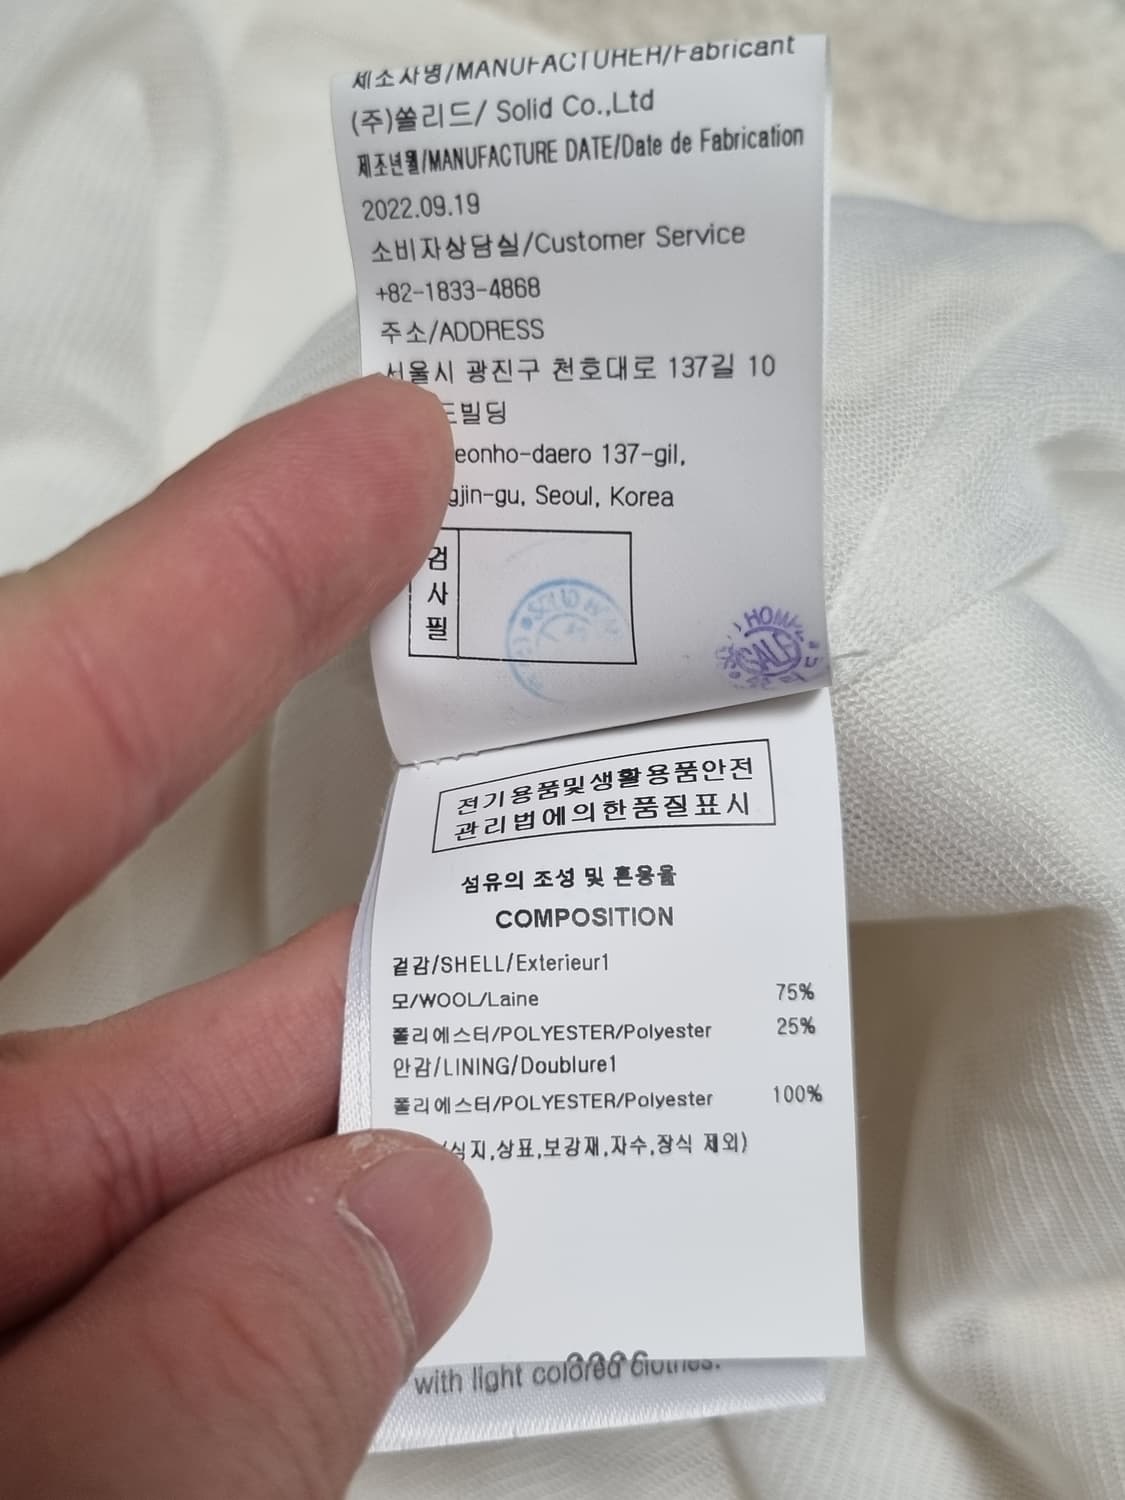 제조자명/MANUFACTURER/Fabricant
(주)쏠리드/ Solid Co.,Ltd
제조년월/MANUFACTURE DATE/Date de Fabrication
2022.09.19
소비자상담실/Customer Service
+82-1833-4868
주소/ADDRESS
서울시 광진구 천호대로 137길 10
드빌딩
eonho-daero 137-gil,
gjin-gu, Seoul, Korea
검
사
필
HOM
SALE
전기용품및생활용품안전
관리법에의한품질표시
섬유의 조성 및 혼용율
COMPOSITION
겉감/SHELL/Exterieur1
모/WOOL/Laine 75%
폴리에스터/POLYESTER/Polyester 25%
안감/LINING/Doublure1
폴리에스터/POLYESTER/Polyester 100%
(심지,상표,보강재,자수,장식 제외)
with light colored clothes.